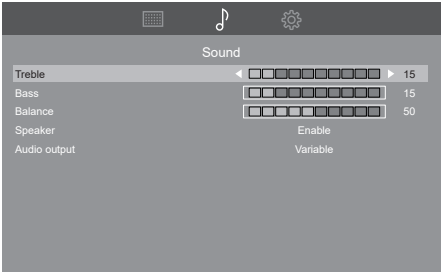 Sound
Treble 15
Bass 15
Balance 50
Speaker Enable
Audio output Variable